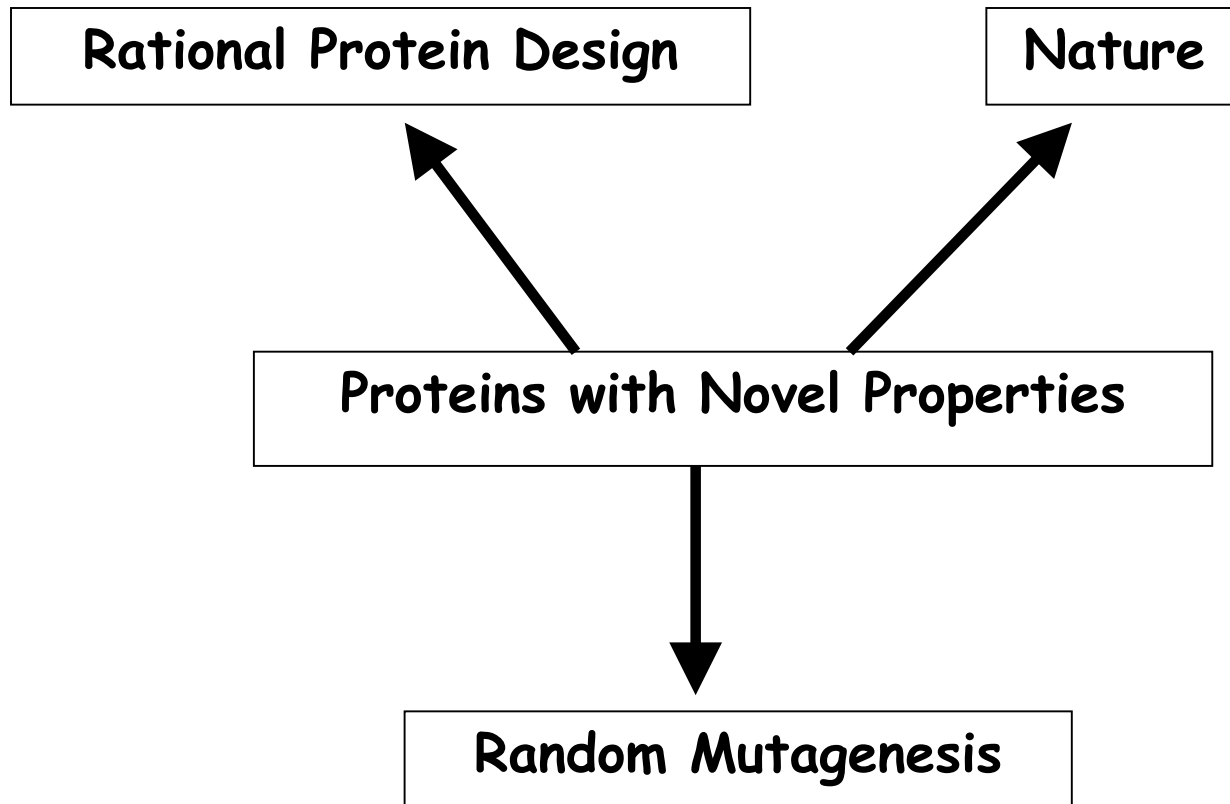 Rational Protein Design
Nature
Proteins with Novel Properties
Random Mutagenesis